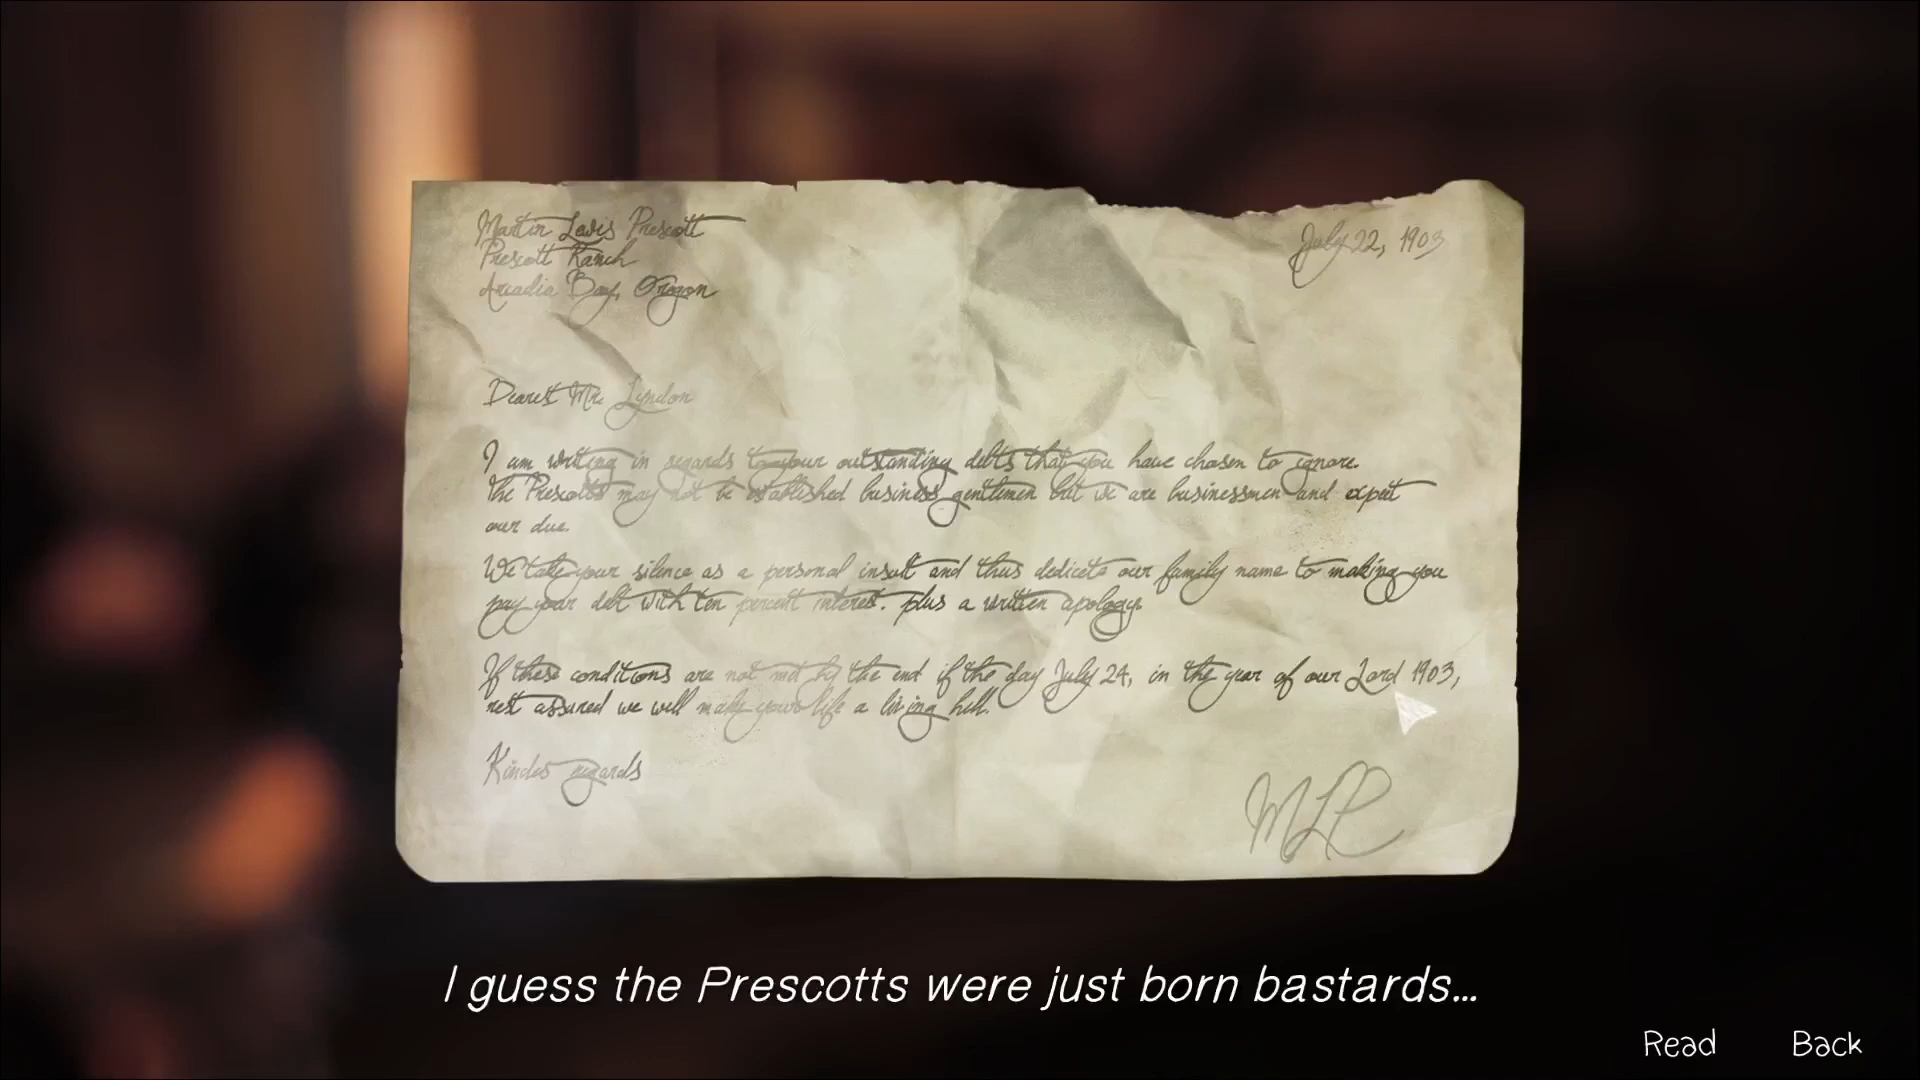 Martin Lewis Prescott
July 22, 1903
Prescott Ranch
Arcadia Bay, Oregon
Dearest Mr. Lyndon
I am writing in regards to your outstanding debts that you have chosen to ignore.
The Prescotts may not be established business gentlemen but we are businessmen and expect
our due.
We take your silence as a personal insult and thus dedicate our family name to making you
pay your debt with ten percent interest. plus a written apology.
If these conditions are not met by the end if the day July 24, in the year of our Lord 1903,
rest assured we will make your life a living hell.
Kindes regards
MLP
I guess the Prescotts were just born bastards...
Read Back